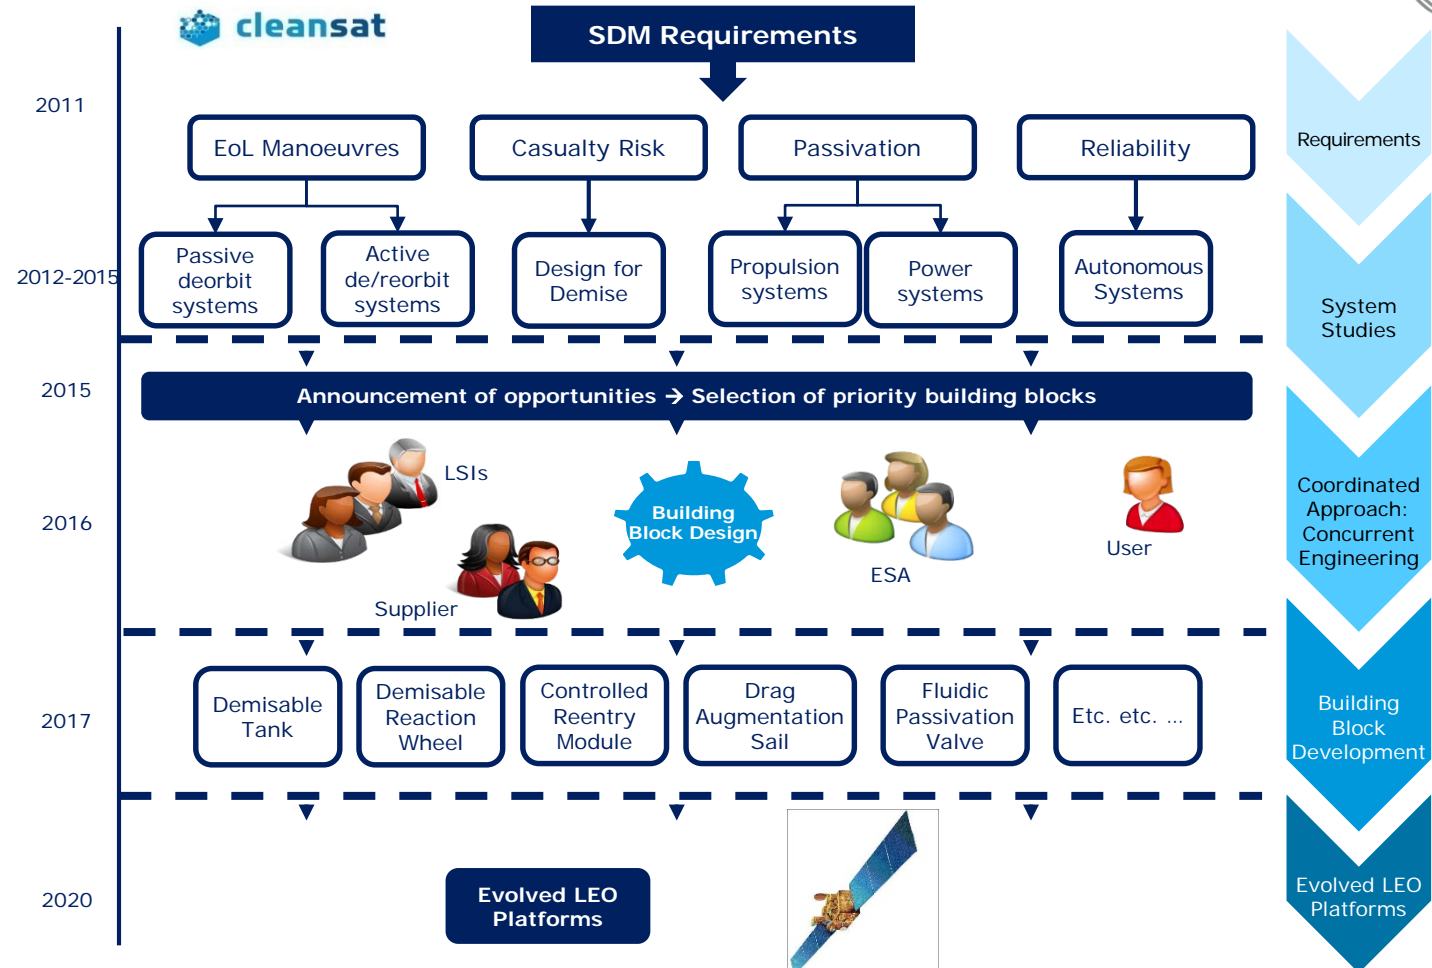 cleansat
SDM Requirements
2011
EoL Manoeuvres
Casualty Risk
Passivation
Reliability
Requirements
2012-2015
Passive
deorbit
systems
Active
de/reorbit
systems
Design for
Demise
Propulsion
systems
Power
systems
Autonomous
Systems
System
Studies
2015
Announcement of opportunities → Selection of priority building blocks
2016
LSIs
Supplier
Building
Block Design
ESA
User
Coordinated
Approach:
Concurrent
Engineering
2017
Demisable
Tank
Demisable
Reaction
Wheel
Controlled
Reentry
Module
Drag
Augmentation
Sail
Fluidic
Passivation
Valve
Etc. etc. ...
Building
Block
Development
2020
Evolved LEO
Platforms
Evolved LEO
Platforms